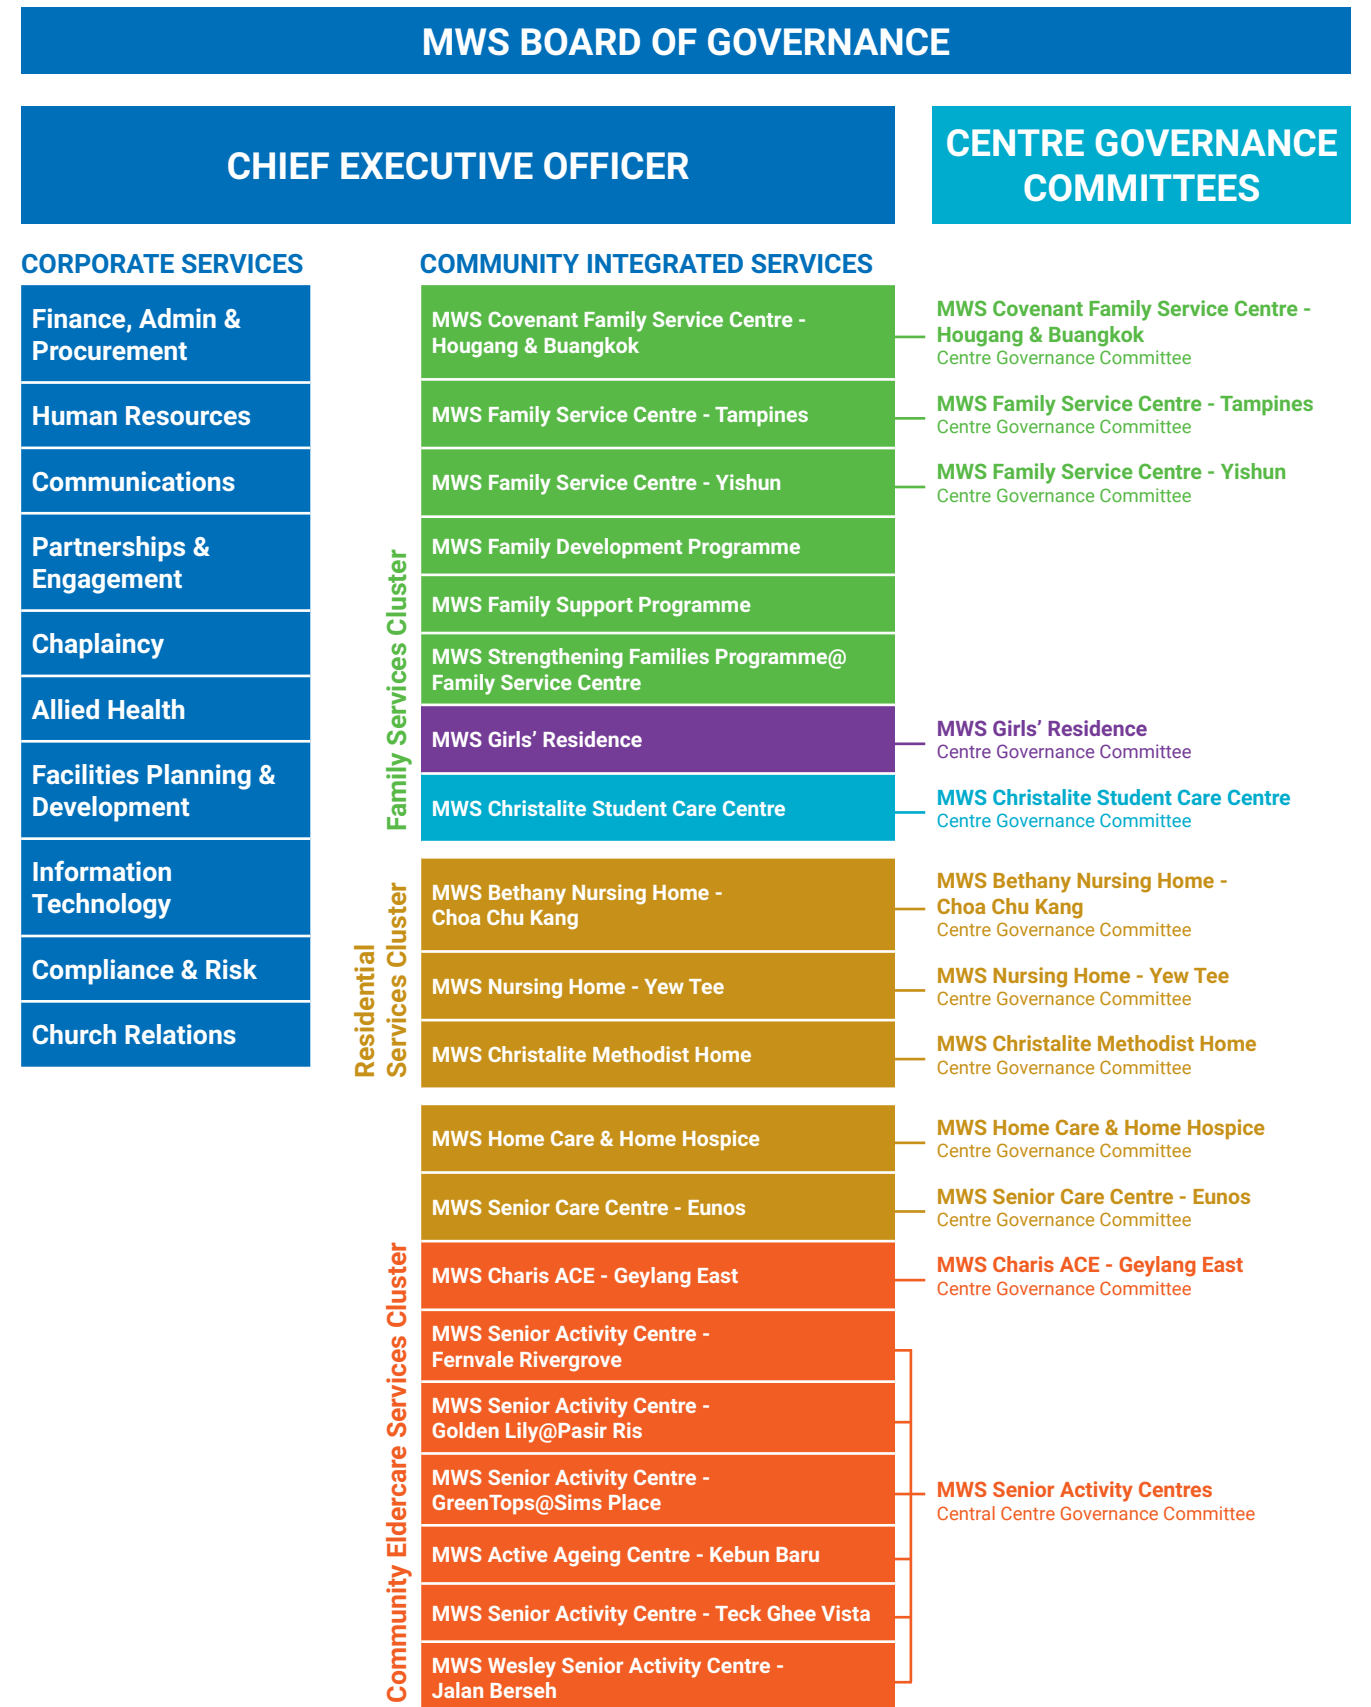 MWS BOARD OF GOVERNANCE
CHIEF EXECUTIVE OFFICER
CENTRE GOVERNANCE
COMMITTEES
CORPORATE SERVICES
Finance, Admin &
Procurement
Human Resources
Communications
Partnerships &
Engagement
Chaplaincy
Allied Health
Facilities Planning &
Development
Information
Technology
Compliance & Risk
Church Relations
COMMUNITY INTEGRATED SERVICES
Family Services Cluster
MWS Covenant Family Service Centre -
Hougang & Buangkok
MWS Family Service Centre - Tampines
MWS Family Service Centre - Yishun
MWS Family Development Programme
MWS Family Support Programme
MWS Strengthening Families Programme@
Family Service Centre
MWS Girls’ Residence
MWS Christalite Student Care Centre
Residential
Services Cluster
MWS Bethany Nursing Home -
Choa Chu Kang
MWS Nursing Home - Yew Tee
MWS Christalite Methodist Home
Community Eldercare Services Cluster
MWS Home Care & Home Hospice
MWS Senior Care Centre - Eunos
MWS Charis ACE - Geylang East
MWS Senior Activity Centre -
Fernvale Rivergrove
MWS Senior Activity Centre -
Golden Lily@Pasir Ris
MWS Senior Activity Centre -
GreenTops@Sims Place
MWS Active Ageing Centre - Kebun Baru
MWS Senior Activity Centre - Teck Ghee Vista
MWS Wesley Senior Activity Centre -
Jalan Berseh
MWS Covenant Family Service Centre -
Hougang & Buangkok
Centre Governance Committee
MWS Family Service Centre - Tampines
Centre Governance Committee
MWS Family Service Centre - Yishun
Centre Governance Committee
MWS Girls’ Residence
Centre Governance Committee
MWS Christalite Student Care Centre
Centre Governance Committee
MWS Bethany Nursing Home -
Choa Chu Kang
Centre Governance Committee
MWS Nursing Home - Yew Tee
Centre Governance Committee
MWS Christalite Methodist Home
Centre Governance Committee
MWS Home Care & Home Hospice
Centre Governance Committee
MWS Senior Care Centre - Eunos
Centre Governance Committee
MWS Charis ACE - Geylang East
Centre Governance Committee
MWS Senior Activity Centres
Central Centre Governance Committee